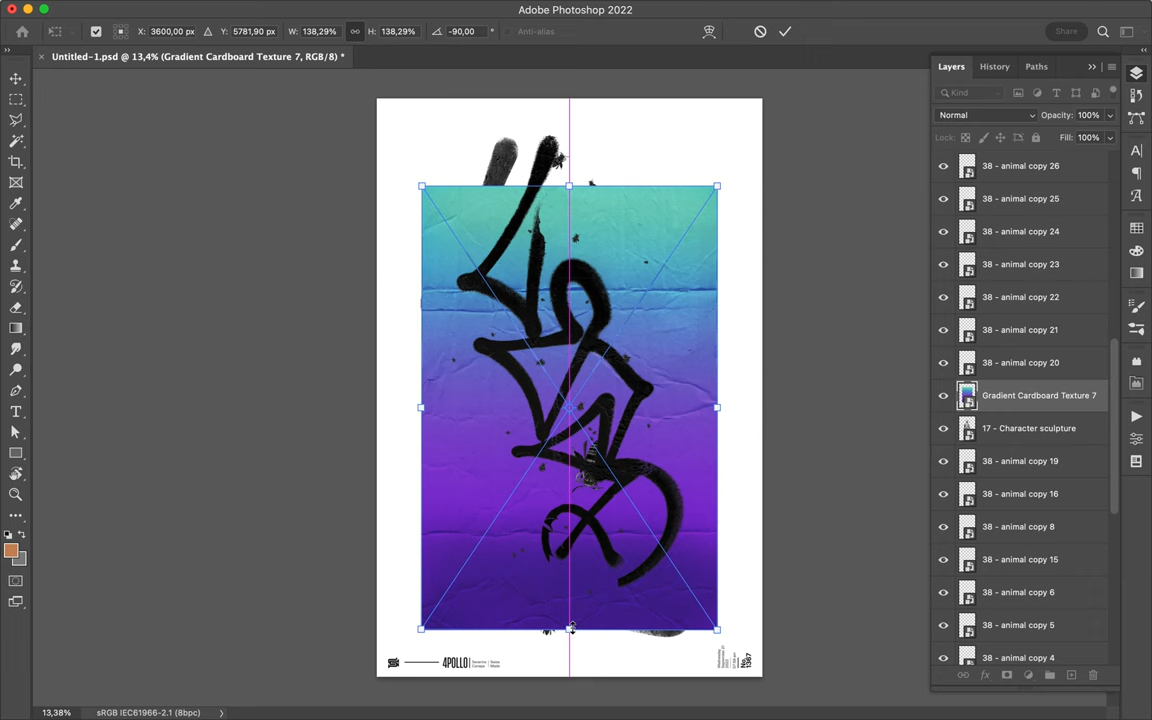 Adobe Photoshop 2022
X: 3600,00 px Y: 5781,90 px W: 138,29% H: 138,29% -90,00 ° Anti-alias Share
Untitled-1.psd @ 13,4% (Gradient Cardboard Texture 7, RGB/8) *
Layers History Paths
Kind
Normal Opacity: 100%
Lock: Fill: 100%
38 - animal copy 26
38 - animal copy 25
38 - animal copy 24
38 - animal copy 23
38 - animal copy 22
38 - animal copy 21
38 - animal copy 20
Gradient Cardboard Texture 7
17 - Character sculpture
38 - animal copy 19
38 - animal copy 16
38 - animal copy 8
38 - animal copy 15
38 - animal copy 6
38 - animal copy 5
38 - animal copy 4
4POLLO
No. 1367
13,38% sRGB IEC61966-2.1 (8bpc)